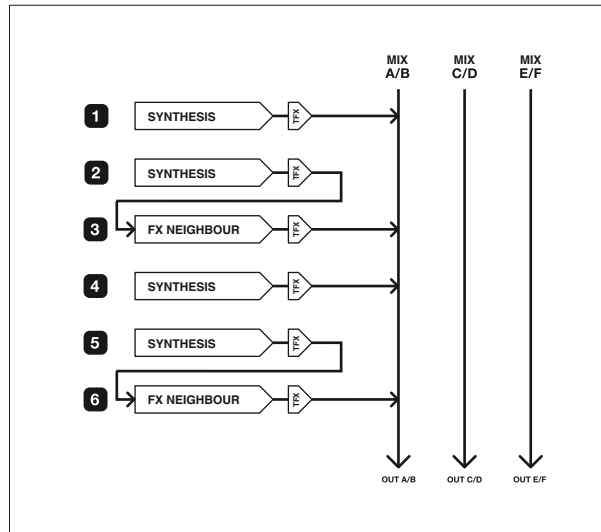 MIX
A/B
MIX
C/D
MIX
E/F
1 SYNTHESIS TFX
2 SYNTHESIS TFX
3 FX NEIGHBOUR TFX
4 SYNTHESIS TFX
5 SYNTHESIS TFX
6 FX NEIGHBOUR TFX
OUT A/B OUT C/D OUT E/F